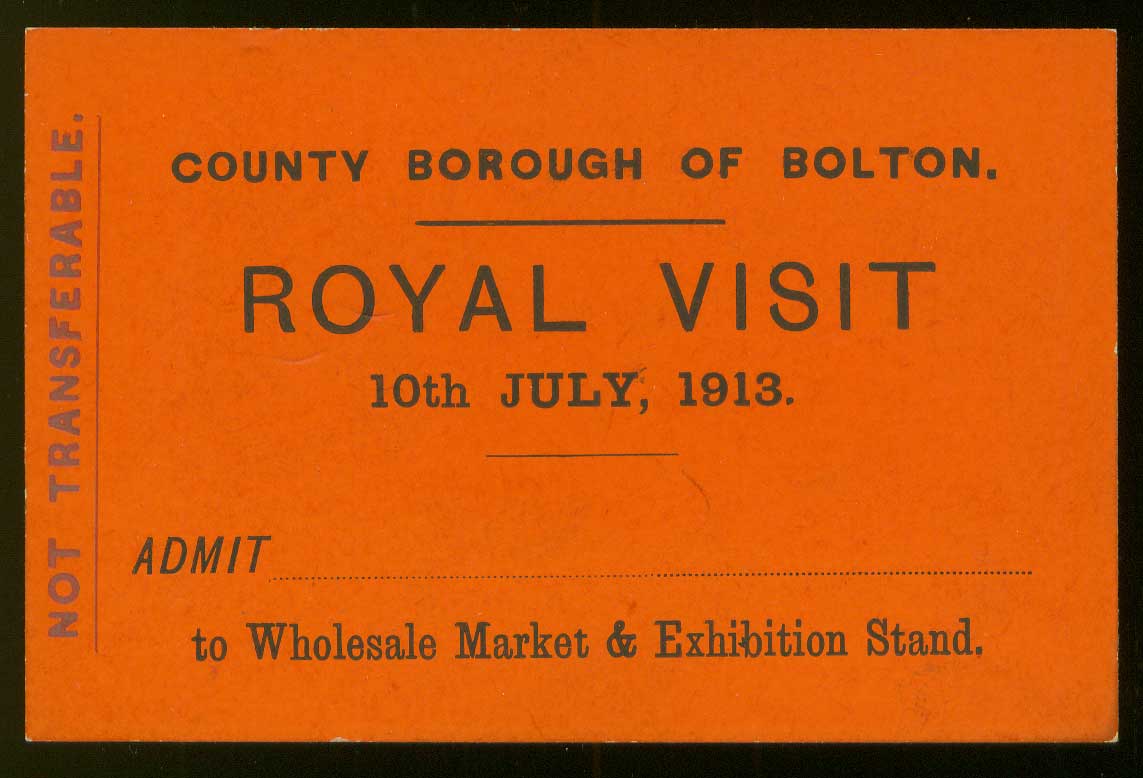 NOT TRANSFERABLE.
COUNTY BOROUGH OF BOLTON.
ROYAL VISIT
10th JULY, 1913.
ADMIT
to Wholesale Market & Exhibition Stand.